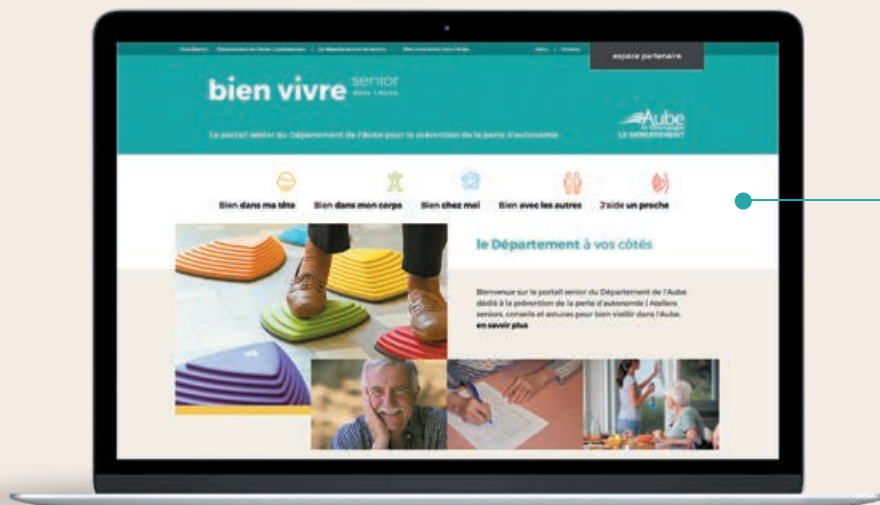 espace partenaire
bien vivre senior
dans l'Aube
Aube
en Champagne
LE DÉPARTEMENT
Le portail senior du Département de l'Aube pour la prévention de la perte d'autonomie
Bien dans ma tête Bien dans mon corps Bien chez moi Bien avec les autres J'aide un proche
le Département à vos côtés
Bienvenue sur le portail senior du Département de l'Aube
dédié à la prévention de la perte d'autonomie | Ateliers
seniors, conseils et astuces pour bien vieillir dans l'Aube.
en savoir plus